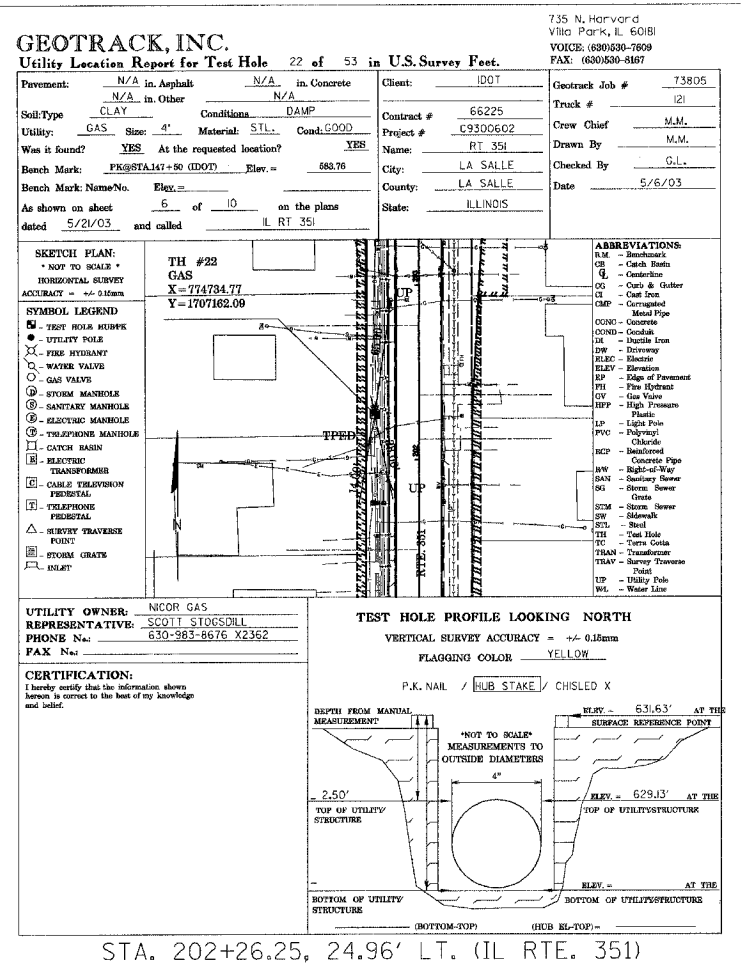 735 N. Harvard
Villa Park, IL 60181
GEOTRACK, INC.
VOICE: (630)530-7609
Utility Location Report for Test Hole 22 of 53 in U.S. Survey Feet.
FAX: (630)530-8167
Pavement: N/A in. Asphalt N/A in. Concrete
N/A in. Other N/A
Soil:Type CLAY Conditions DAMP
Utility: GAS Size: 4" Material: STL. Cond: GOOD
Was it found? YES At the requested location? YES
Bench Mark: PK@STA.147+50 (IDOT) Elev. = 583.76
Bench Mark: Name/No. Elev. =
As shown on sheet 6 of 10 on the plans
dated 5/21/03 and called IL RT 351
Client: IDOT
Contract # 66225
Project # C9300602
Name: RT 351
City: LA SALLE
County: LA SALLE
State: ILLINOIS
Geotrack Job # 73805
Truck # 121
Crew Chief M.M.
Drawn By M.M.
Checked By G.L.
Date 5/6/03
SKETCH PLAN:
* NOT TO SCALE *
HORIZONTAL SURVEY
ACCURACY = +/- 0.15mm
SYMBOL LEGEND
- TEST HOLE HUB/PK
- UTILITY POLE
- FIRE HYDRANT
- WATER VALVE
- GAS VALVE
D - STORM MANHOLE
S - SANITARY MANHOLE
E - ELECTRIC MANHOLE
T - TELEPHONE MANHOLE
- CATCH BASIN
E - ELECTRIC
TRANSFORMER
C - CABLE TELEVISION
PEDESTAL
T - TELEPHONE
PEDESTAL
- SURVEY TRAVERSE
POINT
- STORM GRATE
- INLET
TH #22
GAS
X=774734.77
Y=1707162.09
UP
TPED
UP
RTE. 351
N
ABBREVIATIONS:
B.M. - Benchmark
CB - Catch Basin
CL - Centerline
CG - Curb & Gutter
CI - Cast Iron
CMP - Corrugated
Metal Pipe
CONC - Concrete
COND - Conduit
DI - Ductile Iron
DW - Driveway
ELEC - Electric
ELEV - Elevation
EP - Edge of Pavement
FH - Fire Hydrant
GV - Gas Valve
HPP - High Pressure
Plastic
LP - Light Pole
PVC - Polyvinyl
Chloride
RCP - Reinforced
Concrete Pipe
R/W - Right-of-Way
SAN - Sanitary Sewer
SG - Storm Sewer
Grate
STM - Storm Sewer
SW - Sidewalk
STL - Steel
TH - Test Hole
TC - Terra Cotta
TRAN - Transformer
TRAV - Survey Traverse
Point
UP - Utility Pole
W/L - Water Line
UTILITY OWNER: NICOR GAS
REPRESENTATIVE: SCOTT STOGSDILL
PHONE No.: 630-983-8676 X2362
FAX No.:
CERTIFICATION:
I hereby certify that the information shown
hereon is correct to the best of my knowledge
and belief.
TEST HOLE PROFILE LOOKING NORTH
VERTICAL SURVEY ACCURACY = +/- 0.15mm
FLAGGING COLOR YELLOW
P.K. NAIL / HUB STAKE / CHISLED X
DEPTH FROM MANUAL
MEASUREMENT
ELEV. = 631.63' AT THE
SURFACE REFERENCE POINT
*NOT TO SCALE*
MEASUREMENTS TO
OUTSIDE DIAMETERS
4"
2.50'
TOP OF UTILITY/
STRUCTURE
ELEV. = 629.13' AT THE
TOP OF UTILITY/STRUCTURE
BOTTOM OF UTILITY/
STRUCTURE
ELEV. = AT THE
BOTTOM OF UTILITY/STRUCTURE
(BOTTOM-TOP) (HUB EL-TOP)=
STA. 202+26.25, 24.96' LT. (IL RTE. 351)